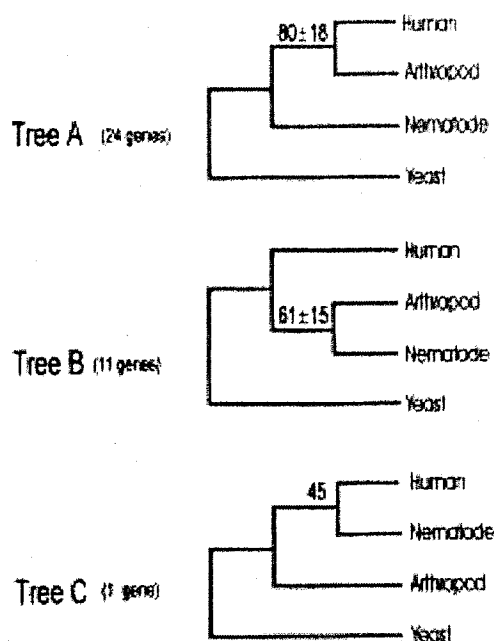 80±18
Human
Arthropod
Tree A (24 genes)
Nematode
Yeast
Human
61±15
Arthropod
Nematode
Tree B (11 genes)
Yeast
45
Human
Nematode
Arthropod
Tree C (1 gene)
Yeast